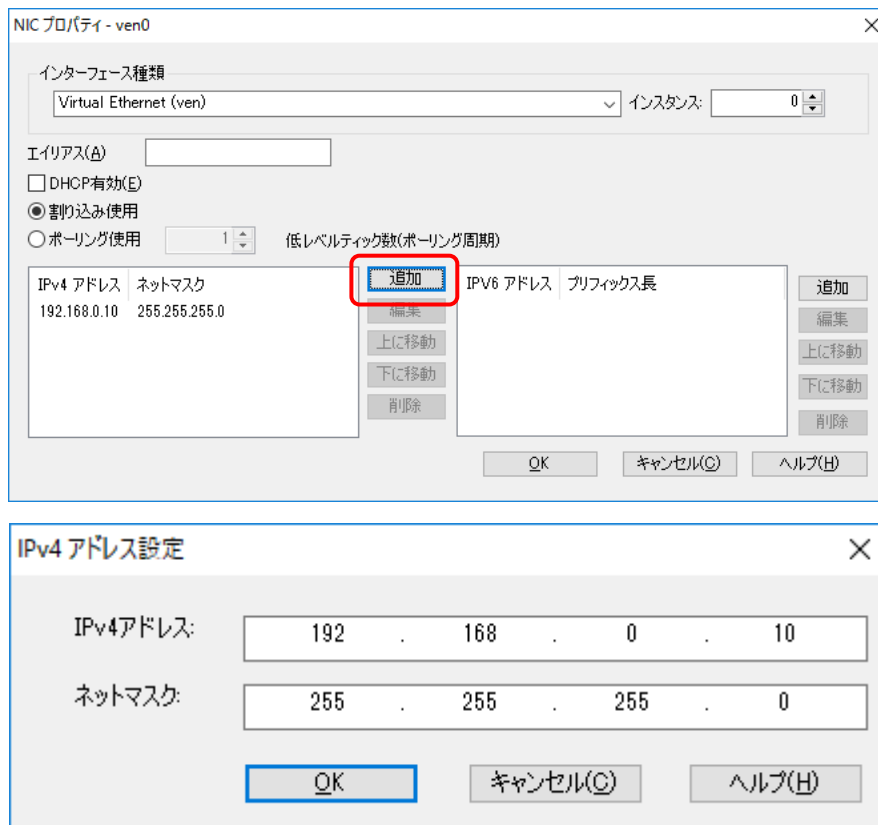 NIC プロパティ - ven0
インターフェース種類
Virtual Ethernet (ven)
インスタンス:
0
エイリアス(A)
DHCP有効(E)
割り込み使用
ポーリング使用
1
低レベルティック数(ポーリング周期)
IPv4 アドレス ネットマスク
192.168.0.10 255.255.255.0
追加
編集
上に移動
下に移動
削除
IPV6 アドレス プリフィックス長
追加
編集
上に移動
下に移動
削除
OK
キャンセル(C)
ヘルプ(H)
IPv4 アドレス設定
IPv4アドレス:
192 . 168 . 0 . 10
ネットマスク:
255 . 255 . 255 . 0
OK
キャンセル(C)
ヘルプ(H)